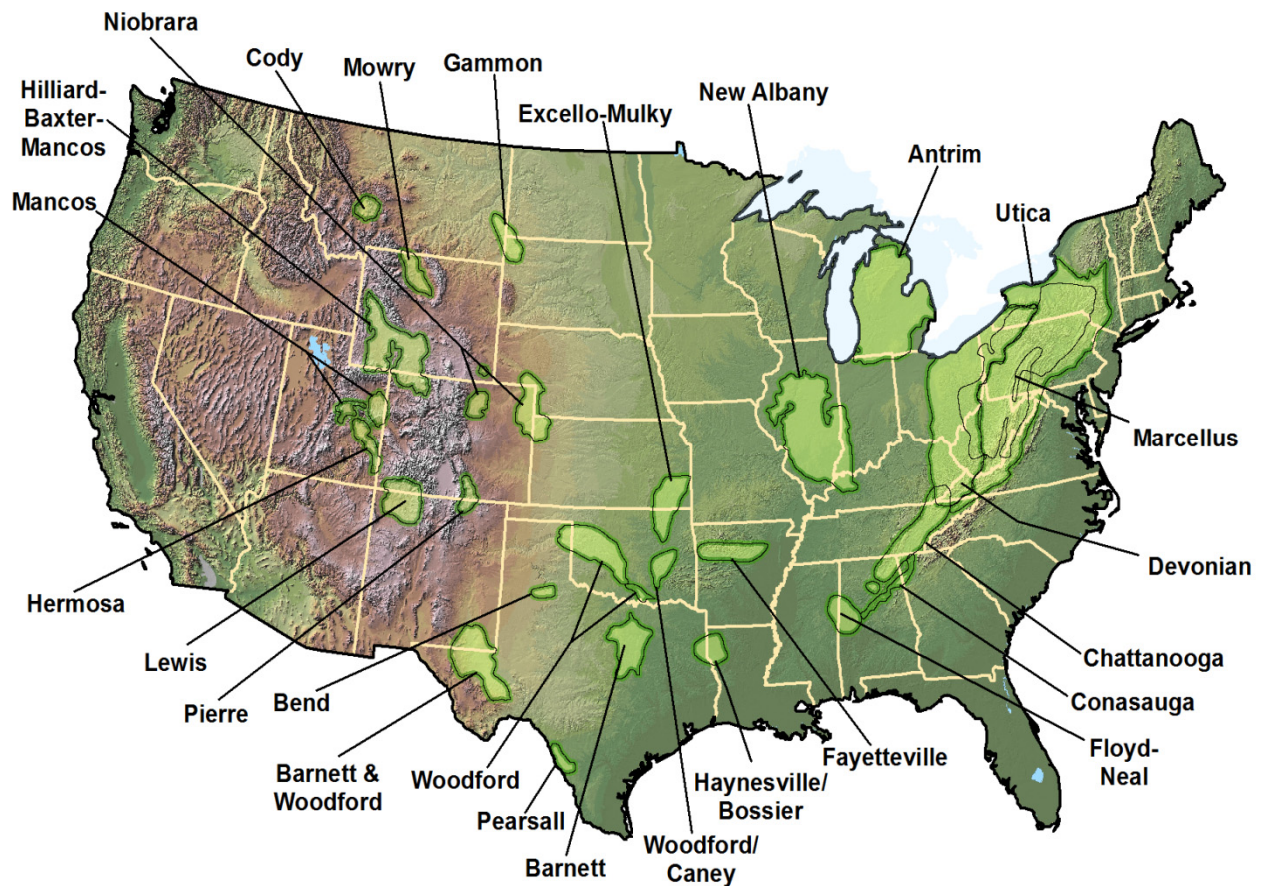 Niobrara
Cody
Mowry
Gammon
Hilliard-
Baxter-
Mancos
Excello-Mulky
New Albany
Antrim
Mancos
Utica
Marcellus
Devonian
Hermosa
Lewis
Pierre
Bend
Chattanooga
Conasauga
Barnett &
Woodford
Woodford
Pearsall
Barnett
Haynesville/
Bossier
Woodford/
Caney
Fayetteville
Floyd-
Neal